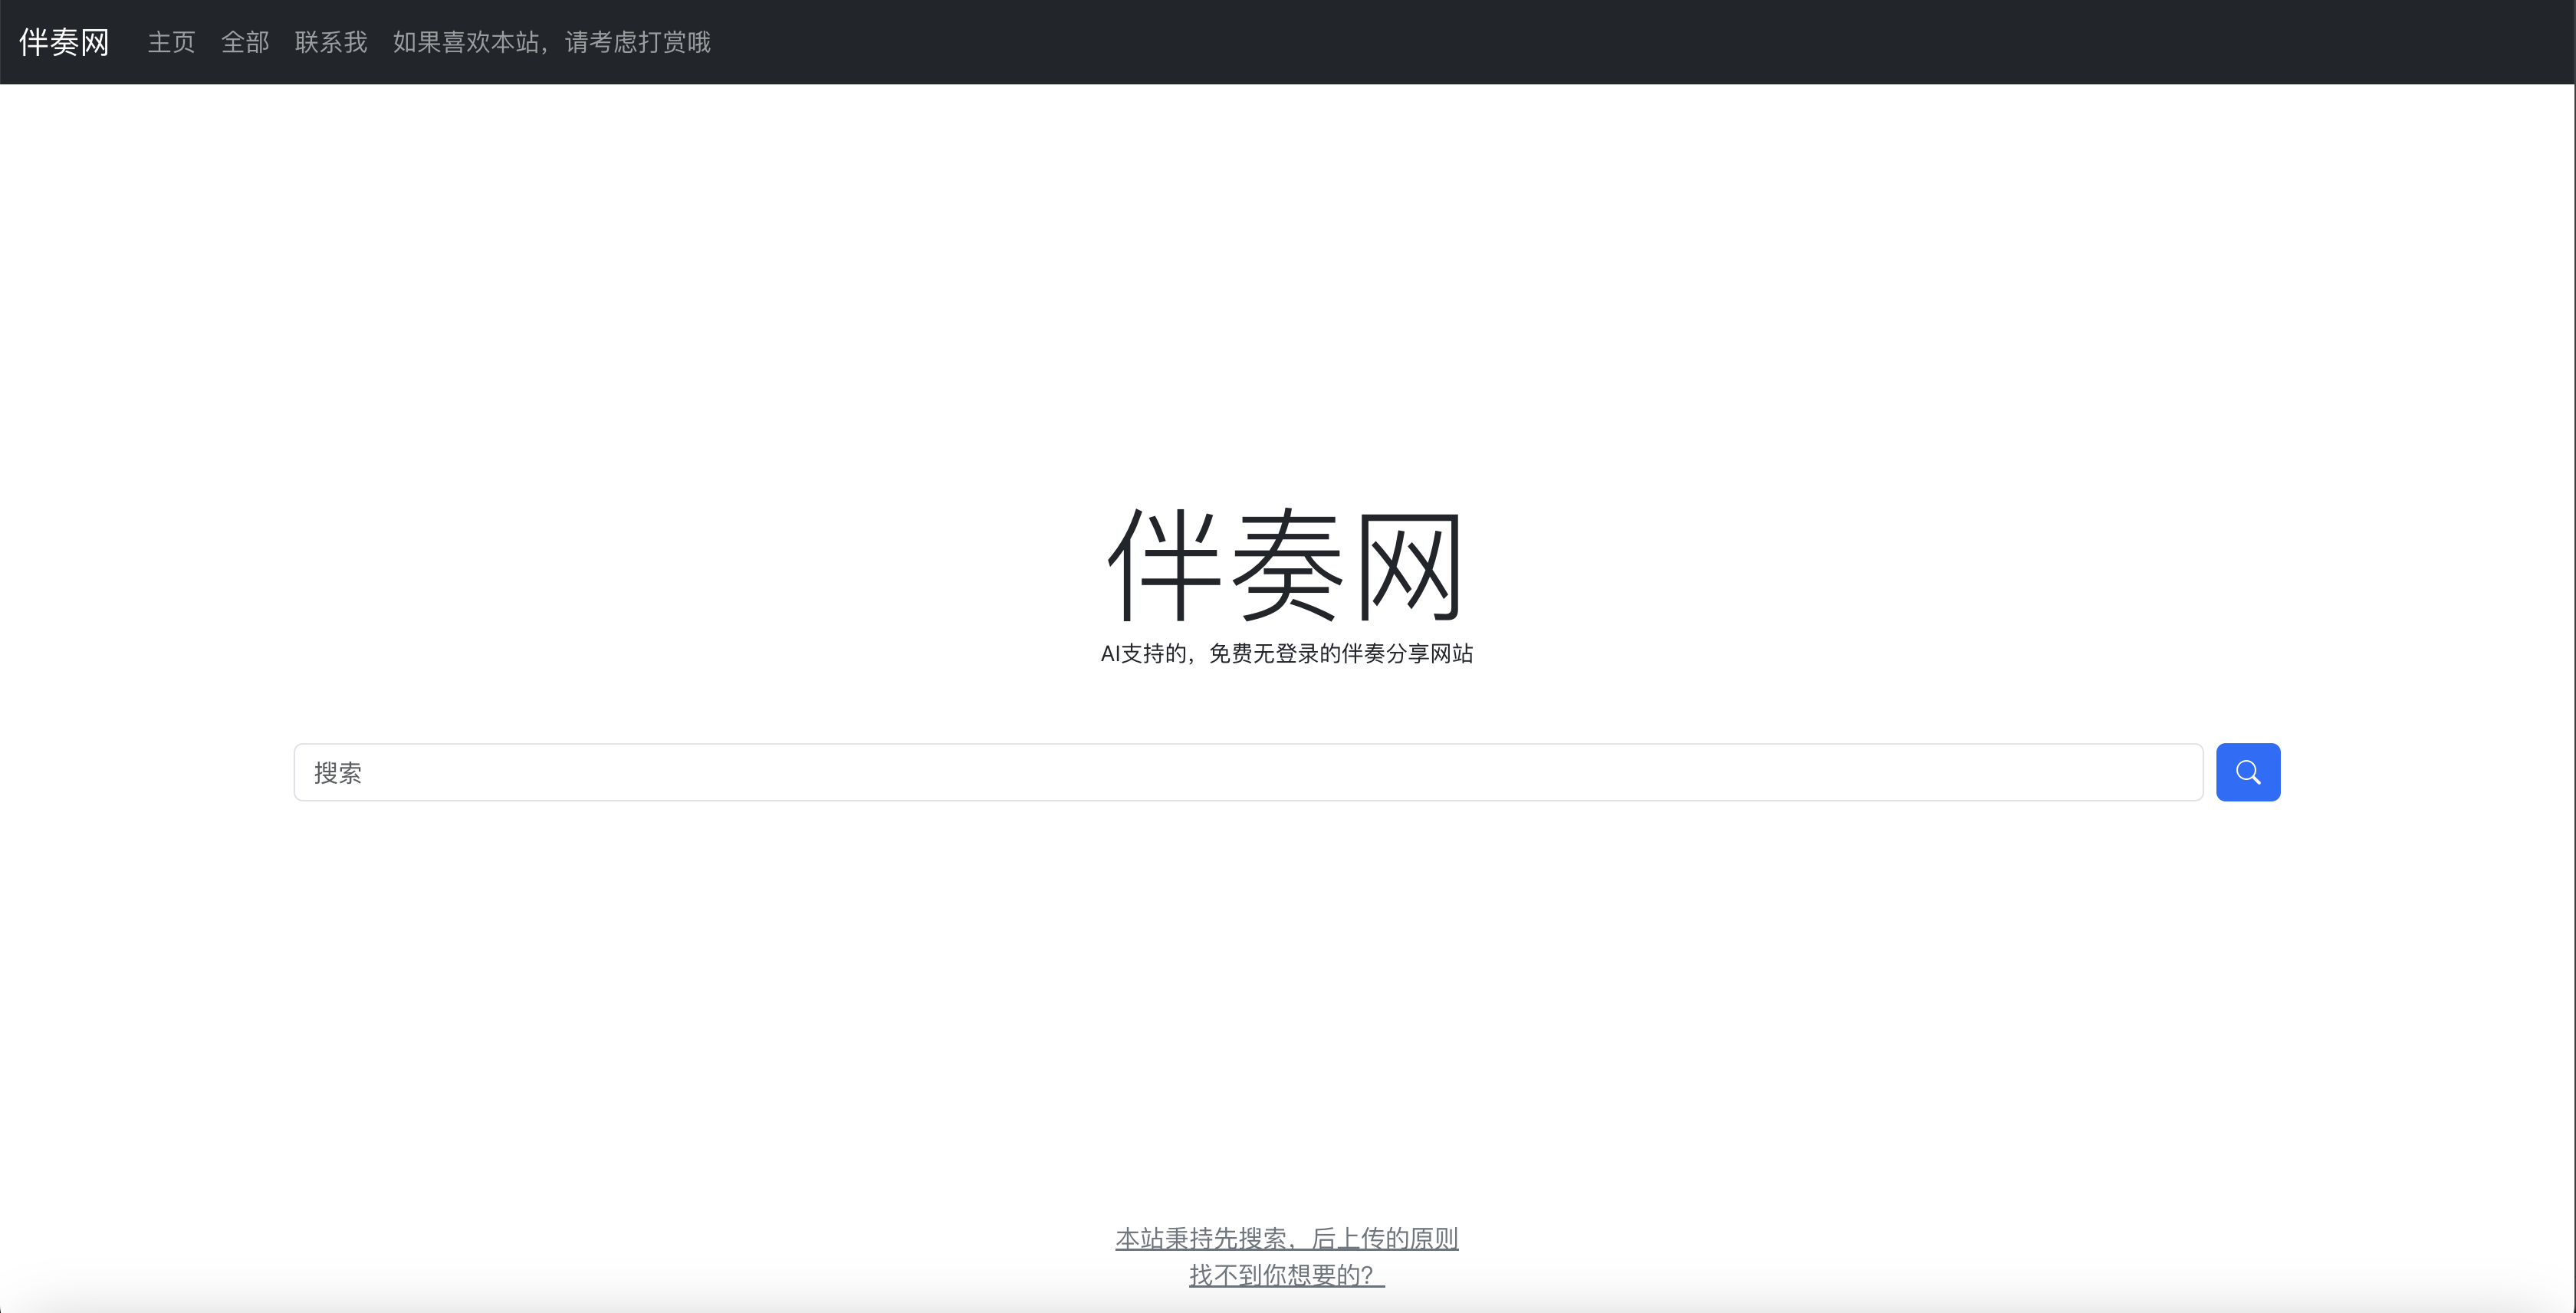 伴奏网 主页 全部 联系我 如果喜欢本站，请考虑打赏哦
伴奏网
AI支持的，免费无登录的伴奏分享网站
搜索
本站秉持先搜索，后上传的原则
找不到你想要的？